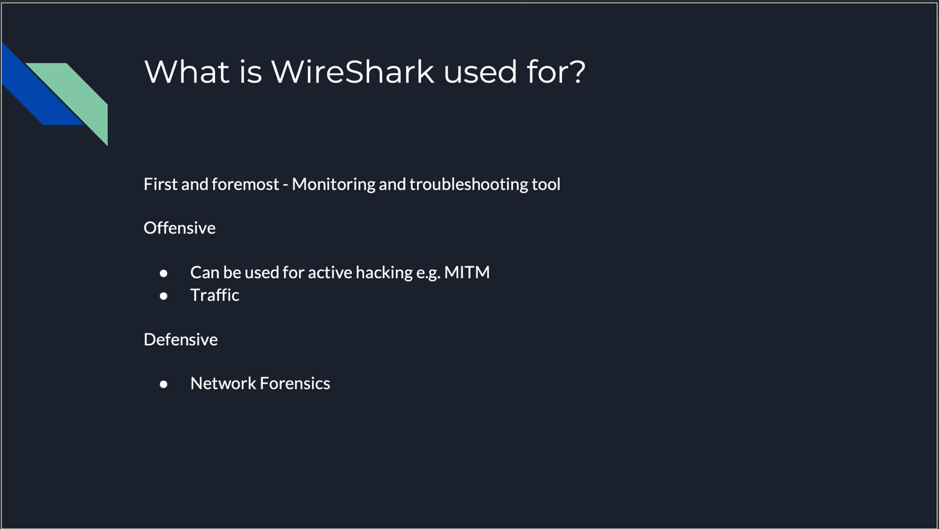 What is WireShark used for?
First and foremost - Monitoring and troubleshooting tool
Offensive
● Can be used for active hacking e.g. MITM
● Traffic
Defensive
● Network Forensics